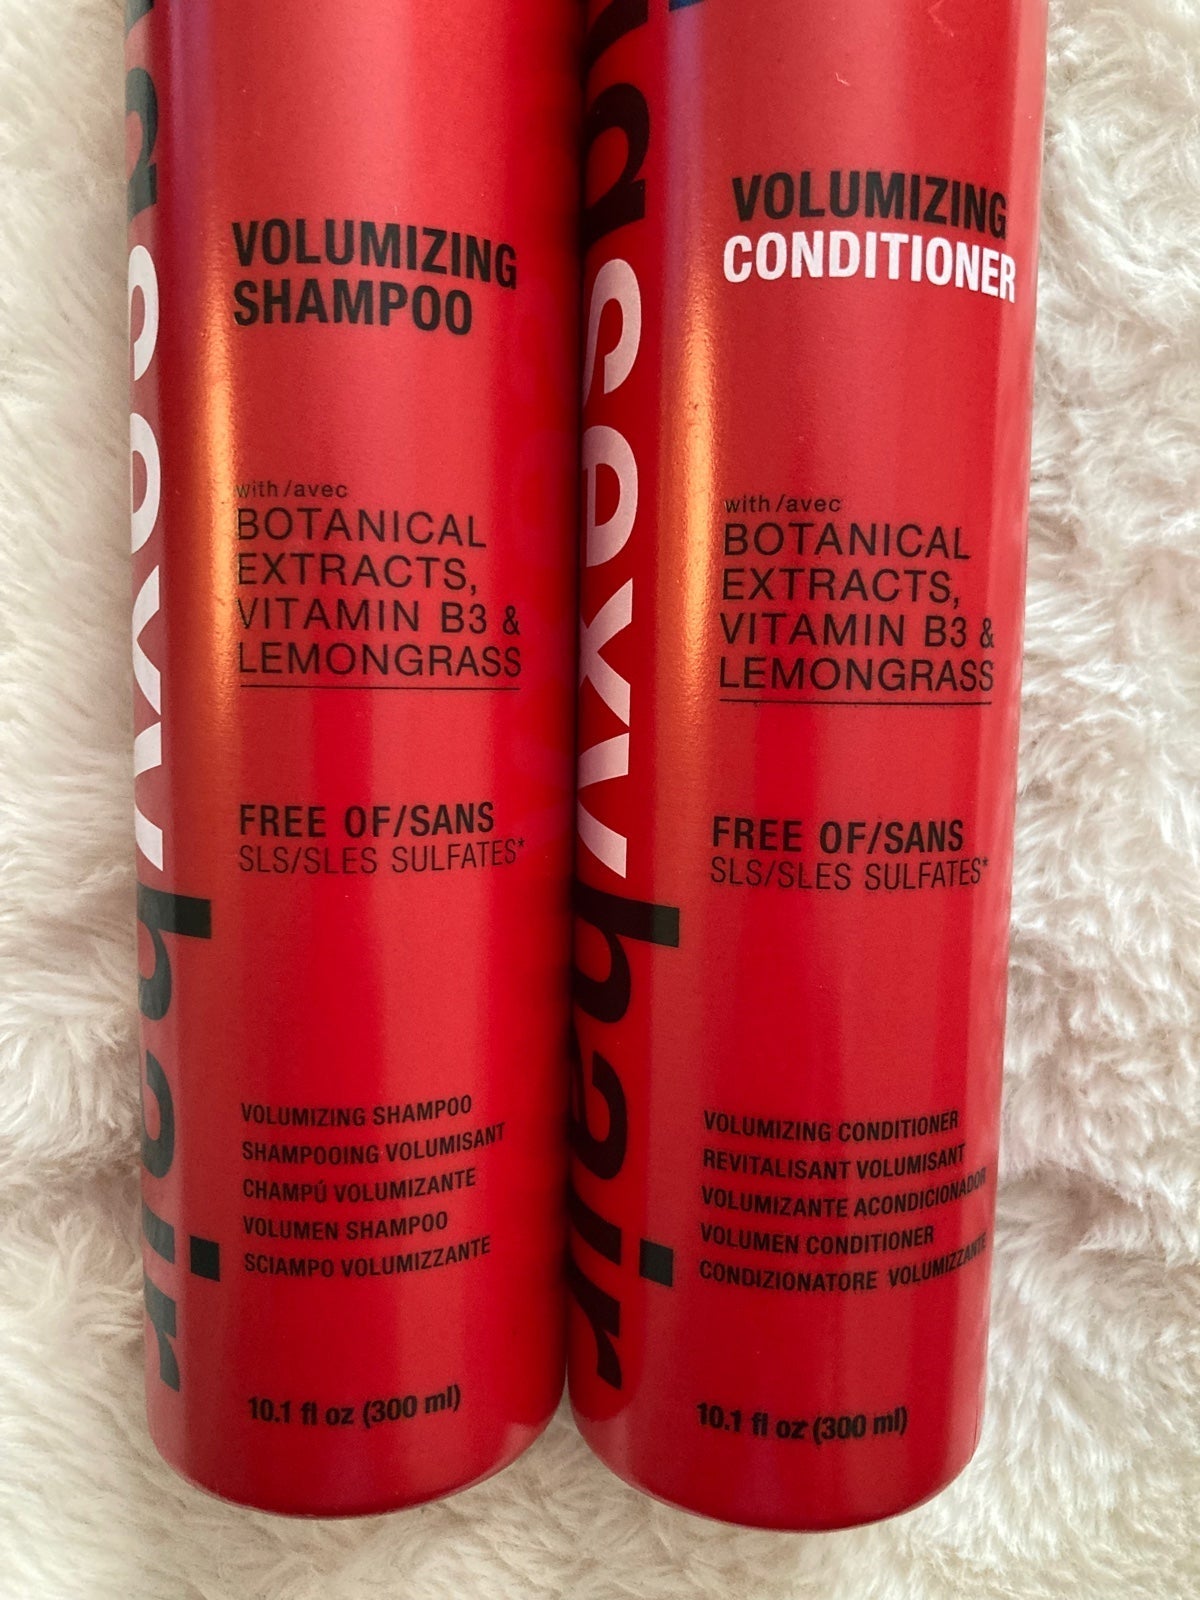 sexyhair
VOLUMIZING
SHAMPOO
with/avec
BOTANICAL
EXTRACTS,
VITAMIN B3 &
LEMONGRASS
FREE OF/SANS
SLS/SLES SULFATES*
VOLUMIZING SHAMPOO
SHAMPOOING VOLUMISANT
CHAMPÚ VOLUMIZANTE
VOLUMEN SHAMPOO
SCIAMPO VOLUMIZZANTE
10.1 fl oz (300 ml)
sexyhair
VOLUMIZING
CONDITIONER
with/avec
BOTANICAL
EXTRACTS,
VITAMIN B3 &
LEMONGRASS
FREE OF/SANS
SLS/SLES SULFATES*
VOLUMIZING CONDITIONER
REVITALISANT VOLUMISANT
VOLUMIZANTE ACONDICIONADOR
VOLUMEN CONDITIONER
CONDIZIONATORE VOLUMIZZANTE
10.1 fl oz (300 ml)